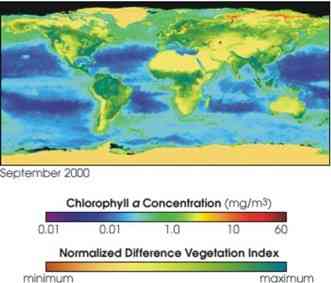 September 2000
Chlorophyll a Concentration (mg/m³)
0.01 0.01 1.0 10 60
Normalized Difference Vegetation Index
minimum maximum